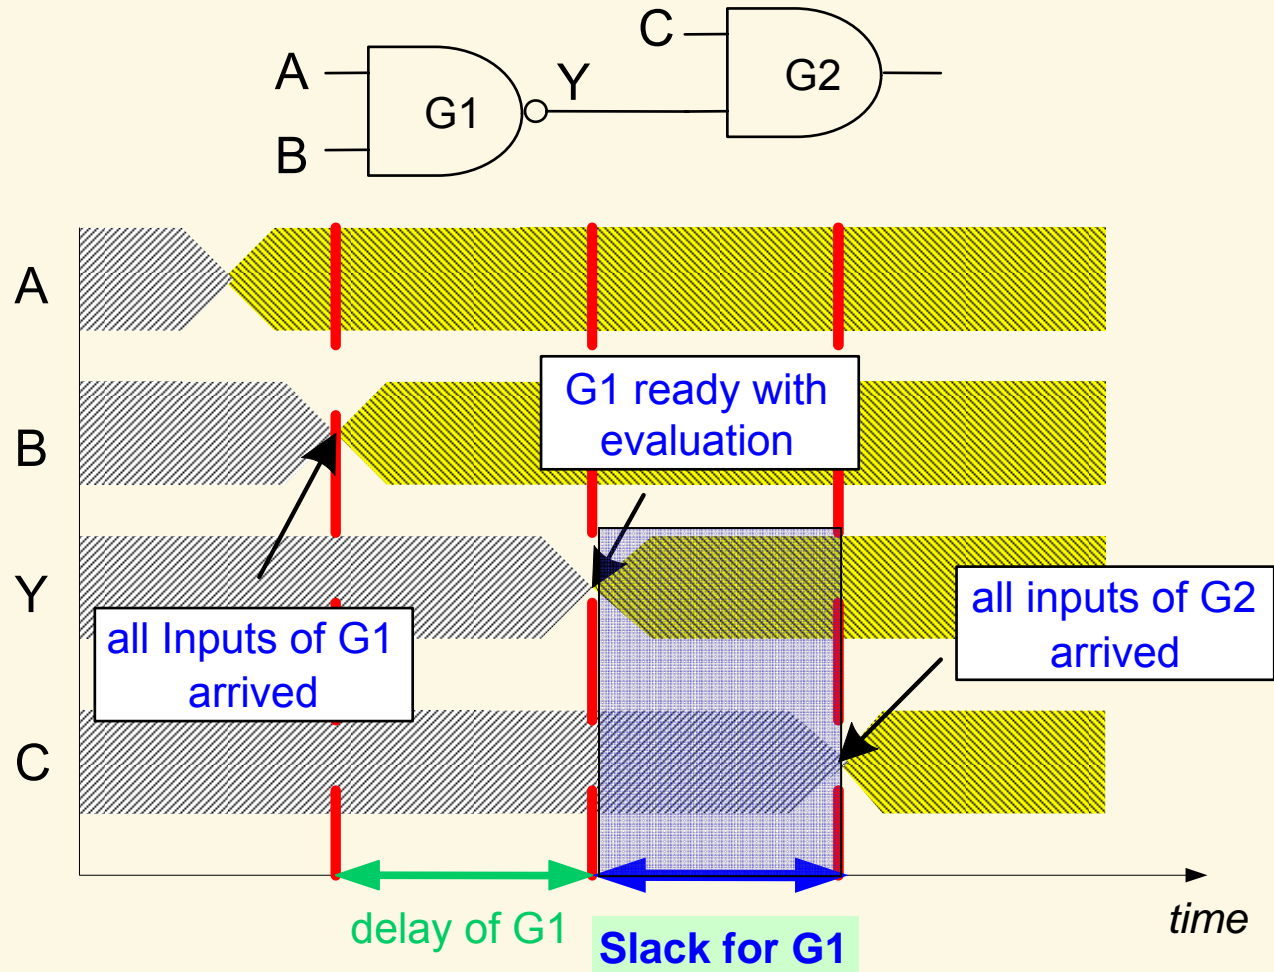 C
A
G1
Y
G2
B
A
G1 ready with
evaluation
B
Y
all Inputs of G1
arrived
all inputs of G2
arrived
C
delay of G1
Slack for G1
time